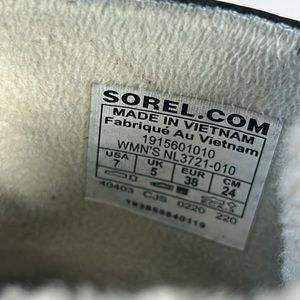 SOREL.COM
MADE IN VIETNAM
Fabriqué Au Vietnam
1915601010
WMN'S NL3721-010
USA UK EUR CM
7 5 38 24
40403 CJS 0220 220